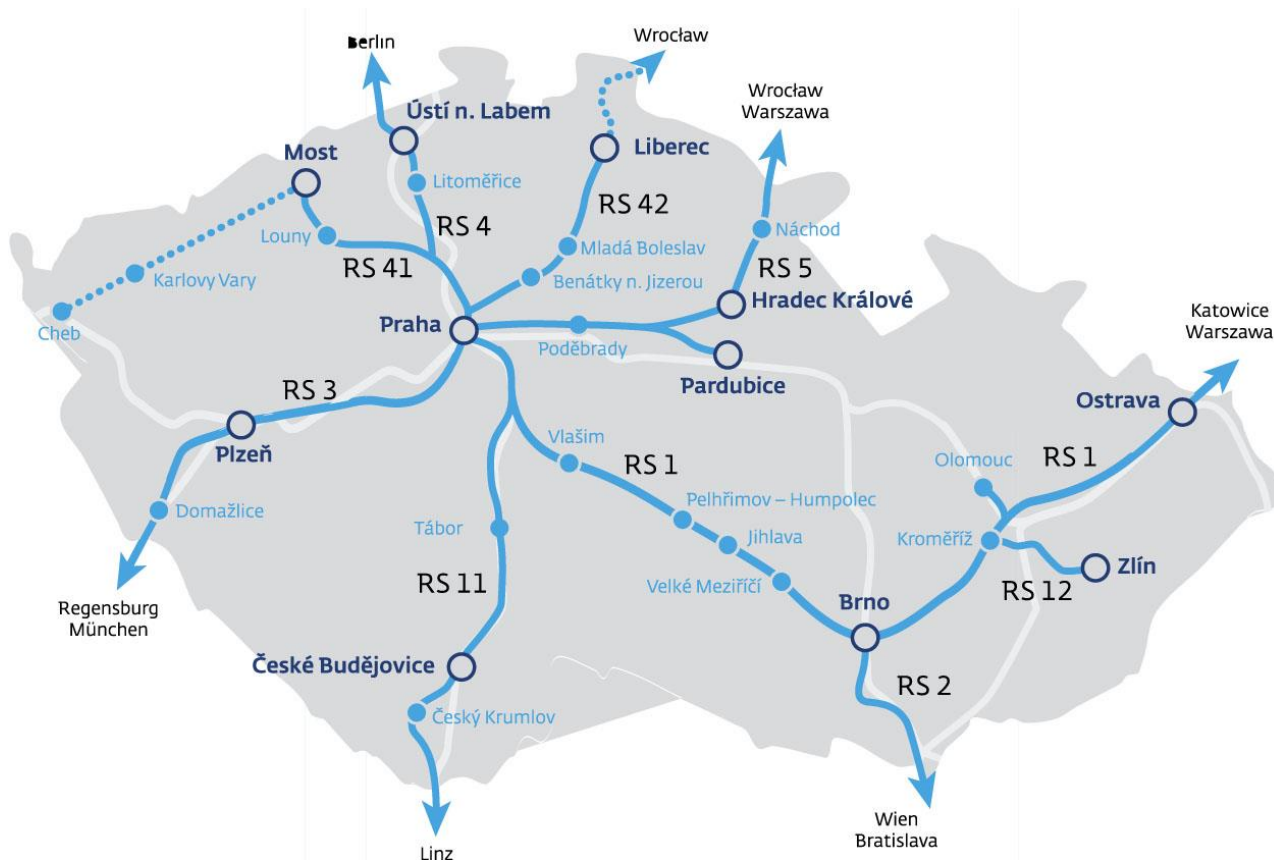 Berlin
Wrocław
Wrocław
Warszawa
Ústí n. Labem
Most
Liberec
Litoměřice
RS 42
Louny
RS 4
Náchod
Mladá Boleslav
RS 41
Karlovy Vary
RS 5
Benátky n. Jizerou
Hradec Králové
Cheb
Praha
Poděbrady
Katowice
Warszawa
Pardubice
RS 3
Ostrava
Plzeň
Vlašim
RS 1
RS 1
Olomouc
Domažlice
Pelhřimov – Humpolec
Tábor
Jihlava
Kroměříž
RS 11
Velké Meziříčí
RS 12
Zlín
Brno
Regensburg
München
České Budějovice
RS 2
Český Krumlov
Wien
Bratislava
Linz